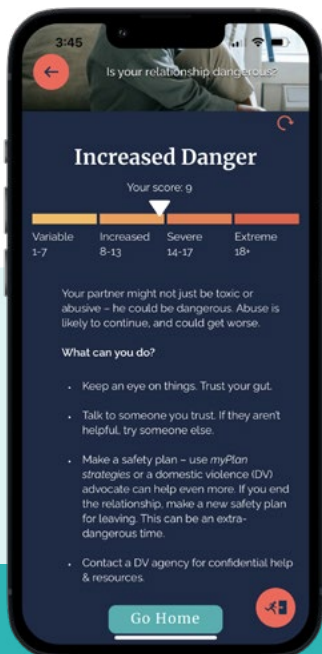 3:45
Is your relationship dangerous?
Increased Danger
Your score: 9
Variable Increased Severe Extreme
1-7 8-13 14-17 18+
Your partner might not just be toxic or
abusive – he could be dangerous. Abuse is
likely to continue, and could get worse.
What can you do?
• Keep an eye on things. Trust your gut.
• Talk to someone you trust. If they aren't
helpful, try someone else.
• Make a safety plan – use myPlan
strategies or a domestic violence (DV)
advocate can help even more. If you end
the relationship, make a new safety plan
for leaving. This can be an extra-
dangerous time.
• Contact a DV agency for confidential help
& resources.
Go Home